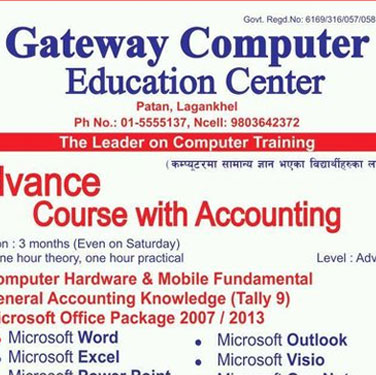 Govt. Regd.No: 6169/316/057/058
Gateway Computer
Education Center
Patan, Lagankhel
Ph No.: 01-5555137, Ncell: 9803642372
The Leader on Computer Training
(कम्प्यूटरमा सामान्य ज्ञान भएका विद्यार्थीहरुका ल
dvance
Course with Accounting
on : 3 months (Even on Saturday)
ne hour theory, one hour practical Level : Adv
omputer Hardware & Mobile Fundamental
eneral Accounting Knowledge (Tally 9)
icrosoft Office Package 2007 / 2013
Microsoft Word • Microsoft Outlook
Microsoft Excel • Microsoft Visio